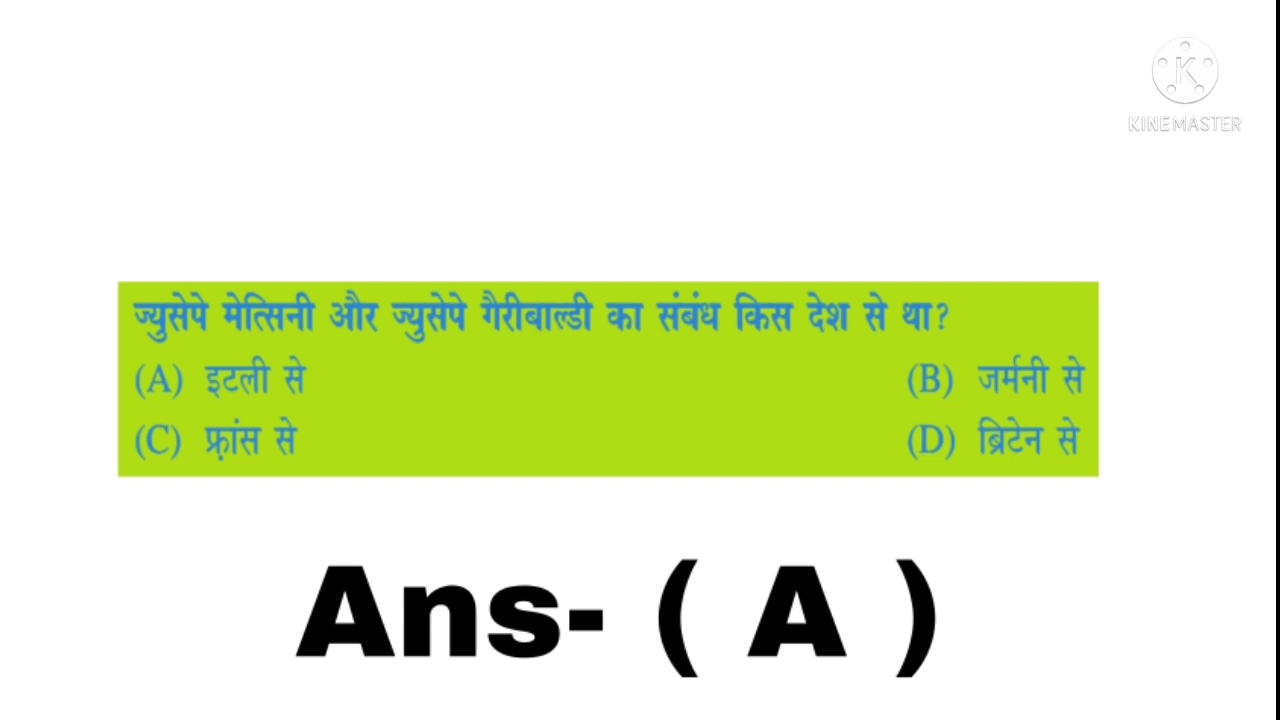 KINEMASTER
ज्युसेपे मेत्सिनी और ज्युसेपे गैरीबाल्डी का संबंध किस देश से था?
(A) इटली से (B) जर्मनी से
(C) फ्रांस से (D) ब्रिटेन से
Ans- ( A )